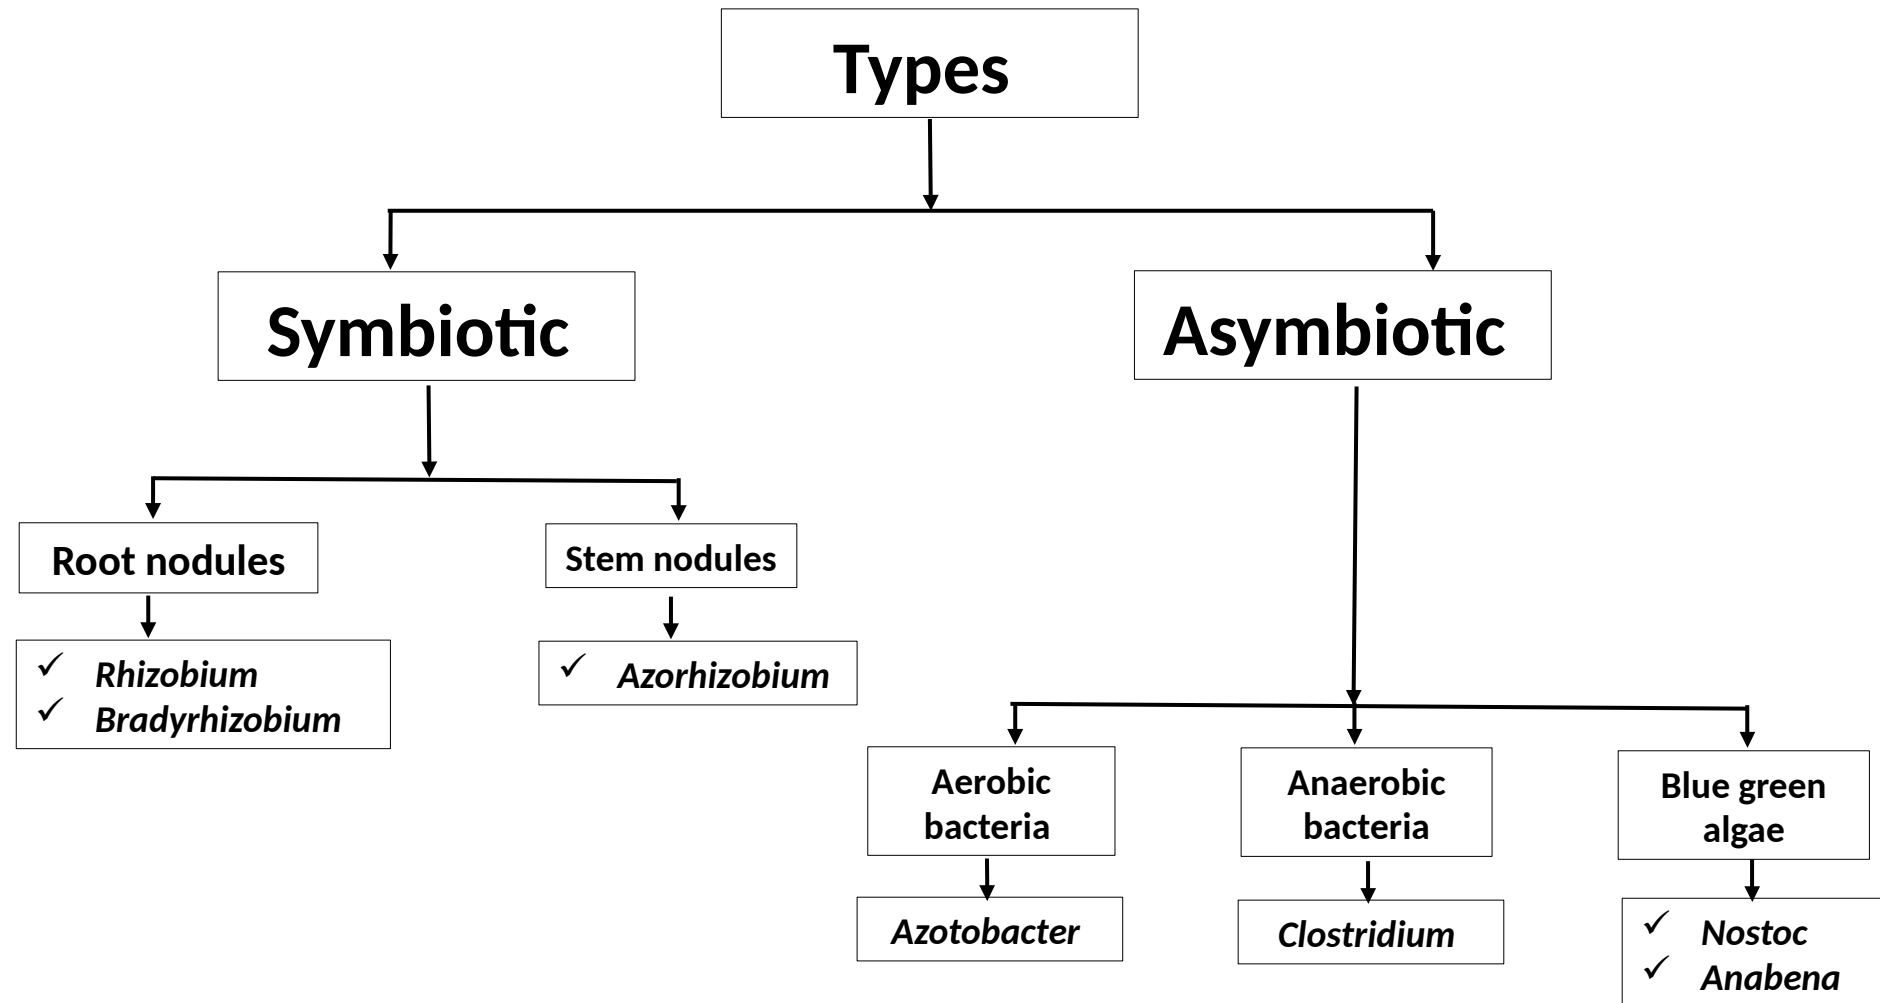 Types
Symbiotic
Asymbiotic
Root nodules
Stem nodules
✓ Rhizobium
✓ Bradyrhizobium
✓ Azorhizobium
Aerobic
bacteria
Anaerobic
bacteria
Blue green
algae
Azotobacter
Clostridium
✓ Nostoc
✓ Anabena